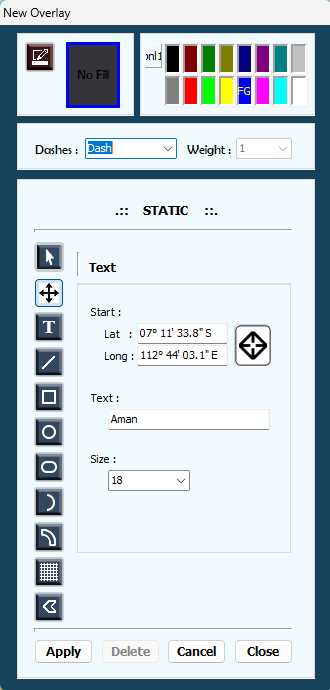 New Overlay
No Fill
onl1
FG
Dashes : Dash Weight : 1
.:: STATIC ::.
T
Text
Start :
Lat : 07° 11' 33.8" S
Long : 112° 44' 03.1" E
Text :
Aman
Size :
18
Apply Delete Cancel Close